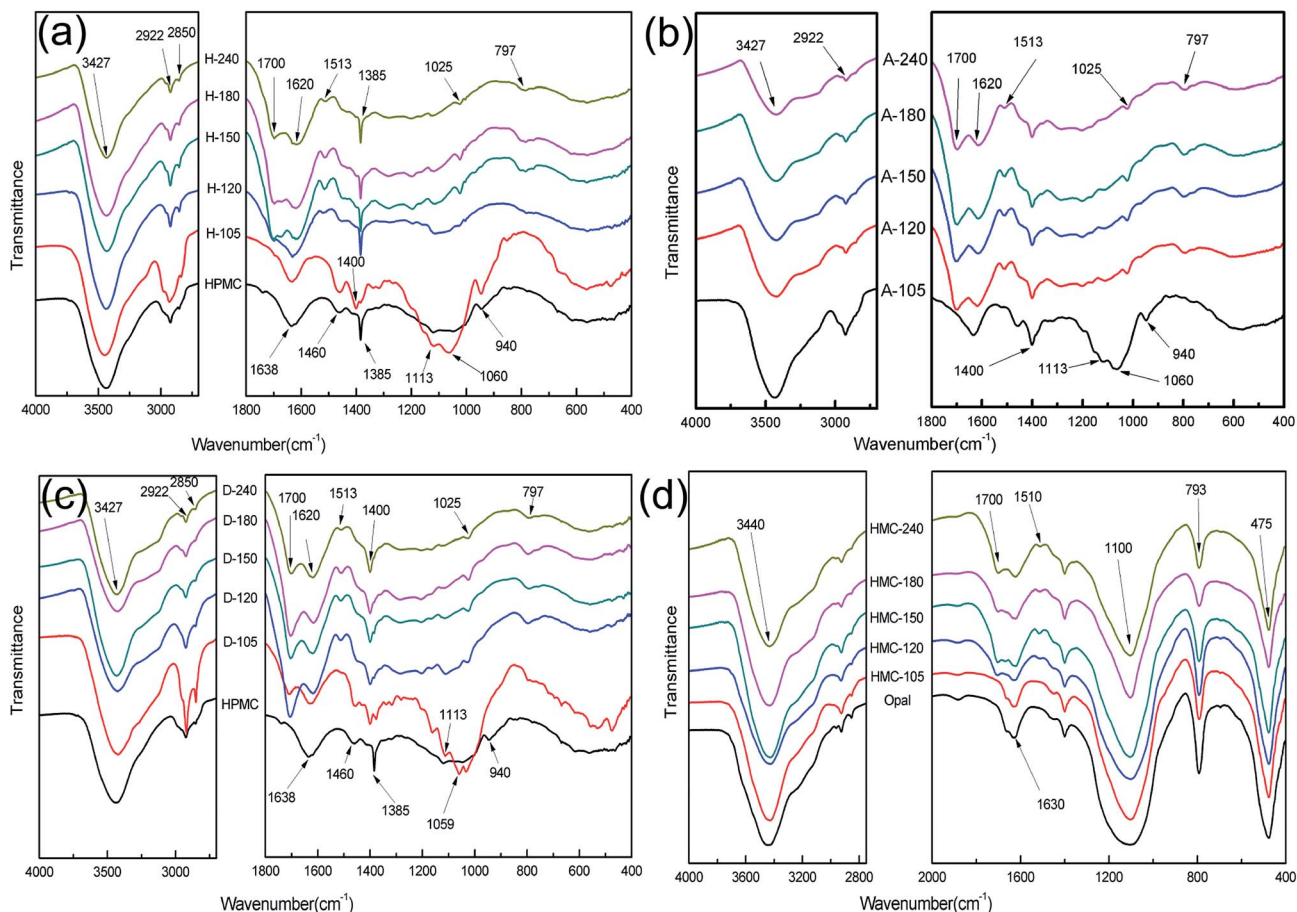 (a)
2922
2850
3427
H-240
H-180
H-150
H-120
H-105
HPMC
1700
1620
1513
1385
1025
797
1400
1638
1460
1385
1113
1060
940
Transmittance
4000 3500 3000
1800 1600 1400 1200 1000 800 600 400
Wavenumber(cm-1)
(b)
3427
2922
A-240
A-180
A-150
A-120
A-105
1700
1620
1513
1025
797
1400
1113
1060
940
Transmittance
4000 3500 3000
1800 1600 1400 1200 1000 800 600 400
Wavenumber(cm-1)
(c)
2922
2850
3427
D-240
D-180
D-150
D-120
D-105
HPMC
1700
1620
1513
1400
1025
797
1113
1638
1460
1385
1059
940
Transmittance
4000 3500 3000
1800 1600 1400 1200 1000 800 600 400
Wavenumber(cm-1)
(d)
3440
HMC-240
HMC-180
HMC-150
HMC-120
HMC-105
Opal
1700
1510
1100
793
475
1630
Transmittance
4000 3600 3200 2800
2000 1600 1200 800 400
Wavenumber(cm-1)